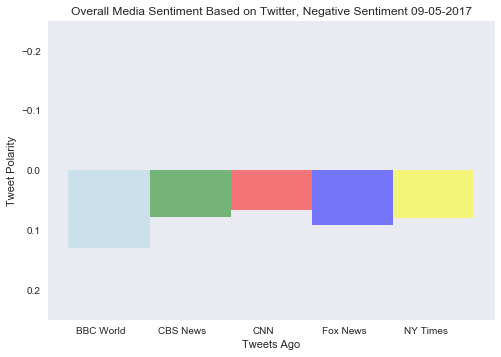 Overall Media Sentiment Based on Twitter, Negative Sentiment 09-05-2017
−0.2
−0.1
0.0
0.1
0.2
Tweet Polarity
BBC World CBS News CNN Fox News NY Times
Tweets Ago